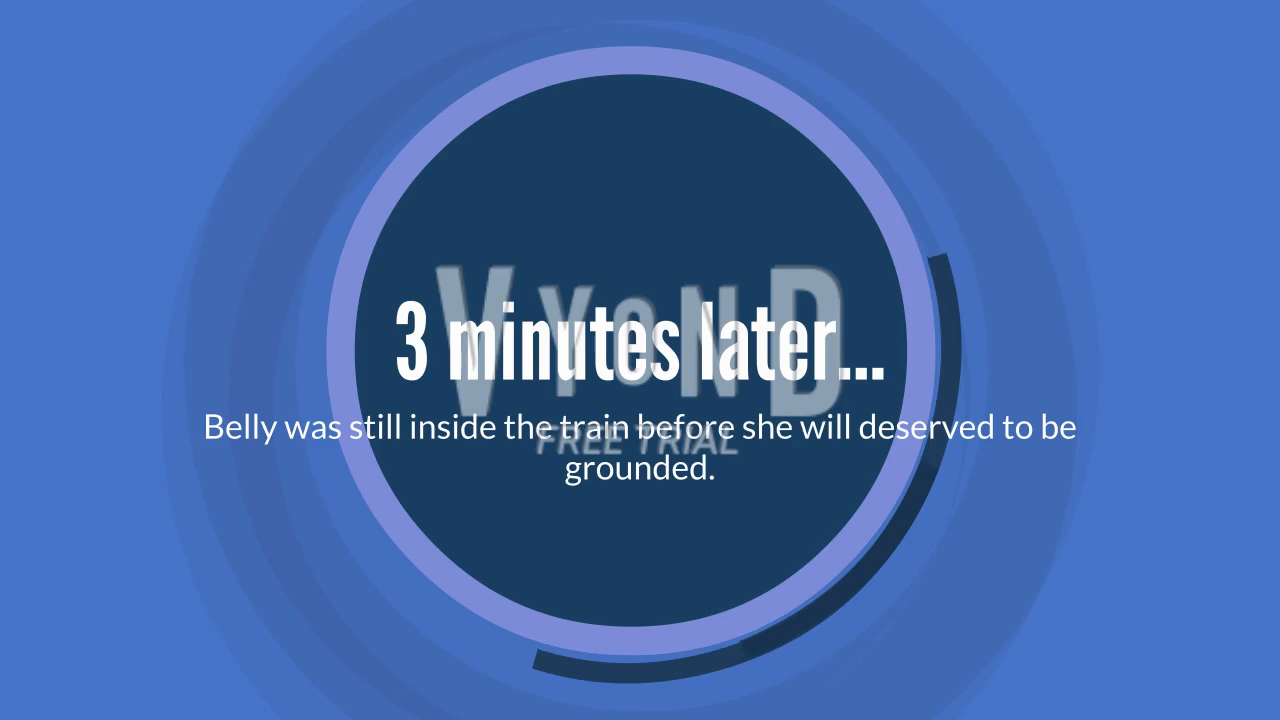 3 minutes later...
VYOND
FREE TRIAL
Belly was still inside the train before she will deserved to be
grounded.